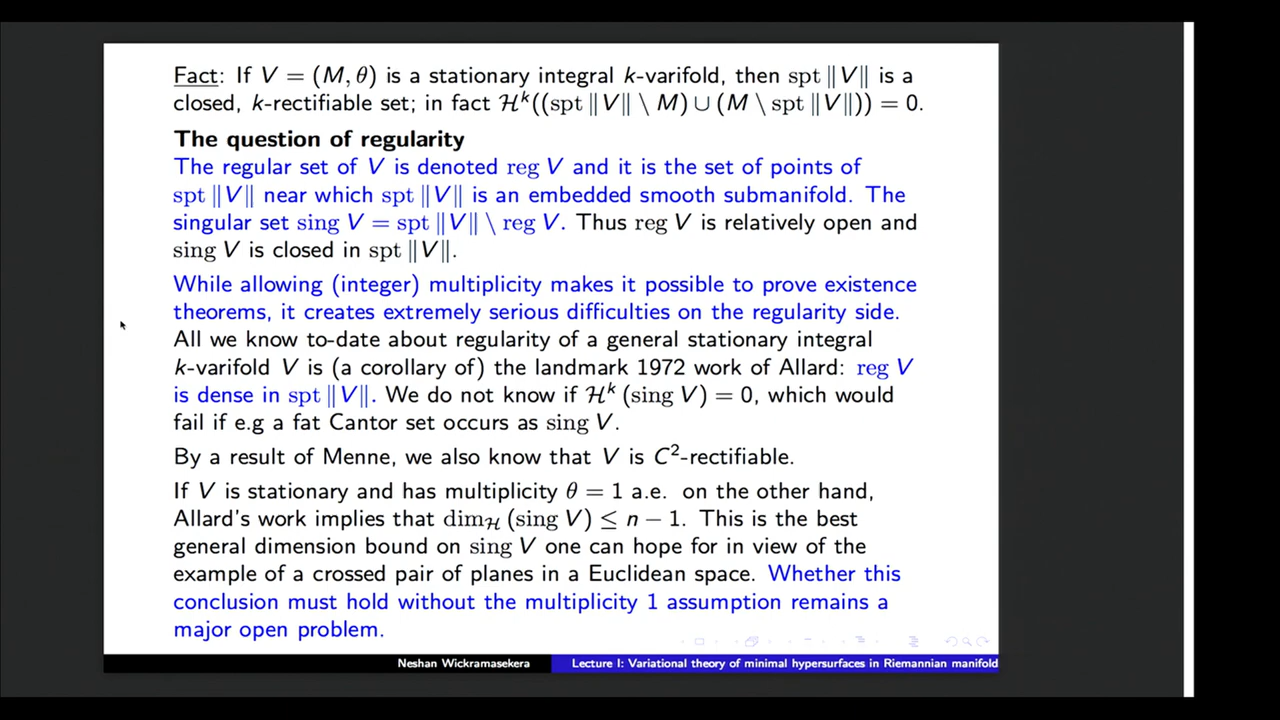 Fact: If V = (M, θ) is a stationary integral k-varifold, then spt ‖V‖ is a
closed, k-rectifiable set; in fact ℋᵏ((spt ‖V‖ \ M) ∪ (M \ spt ‖V‖)) = 0.
The question of regularity
The regular set of V is denoted reg V and it is the set of points of
spt ‖V‖ near which spt ‖V‖ is an embedded smooth submanifold. The
singular set sing V = spt ‖V‖ \ reg V. Thus reg V is relatively open and
sing V is closed in spt ‖V‖.
While allowing (integer) multiplicity makes it possible to prove existence
theorems, it creates extremely serious difficulties on the regularity side.
All we know to-date about regularity of a general stationary integral
k-varifold V is (a corollary of) the landmark 1972 work of Allard: reg V
is dense in spt ‖V‖. We do not know if ℋᵏ (sing V) = 0, which would
fail if e.g a fat Cantor set occurs as sing V.
By a result of Menne, we also know that V is C²-rectifiable.
If V is stationary and has multiplicity θ = 1 a.e. on the other hand,
Allard's work implies that dim_ℋ (sing V) ≤ n − 1. This is the best
general dimension bound on sing V one can hope for in view of the
example of a crossed pair of planes in a Euclidean space. Whether this
conclusion must hold without the multiplicity 1 assumption remains a
major open problem.
Neshan Wickramasekera
Lecture I: Variational theory of minimal hypersurfaces in Riemannian manifold